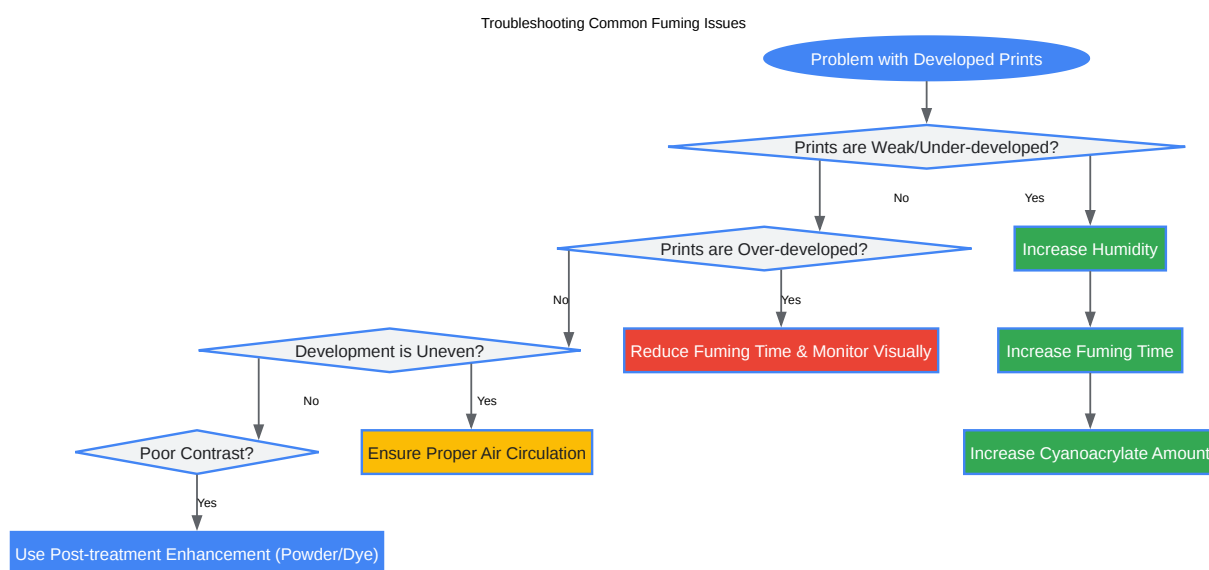 Troubleshooting Common Fuming Issues
Problem with Developed Prints
Prints are Weak/Under-developed?
No
Yes
Prints are Over-developed?
Increase Humidity
No
Yes
Development is Uneven?
Reduce Fuming Time & Monitor Visually
Increase Fuming Time
No
Yes
Poor Contrast?
Ensure Proper Air Circulation
Increase Cyanoacrylate Amount
Yes
Use Post-treatment Enhancement (Powder/Dye)